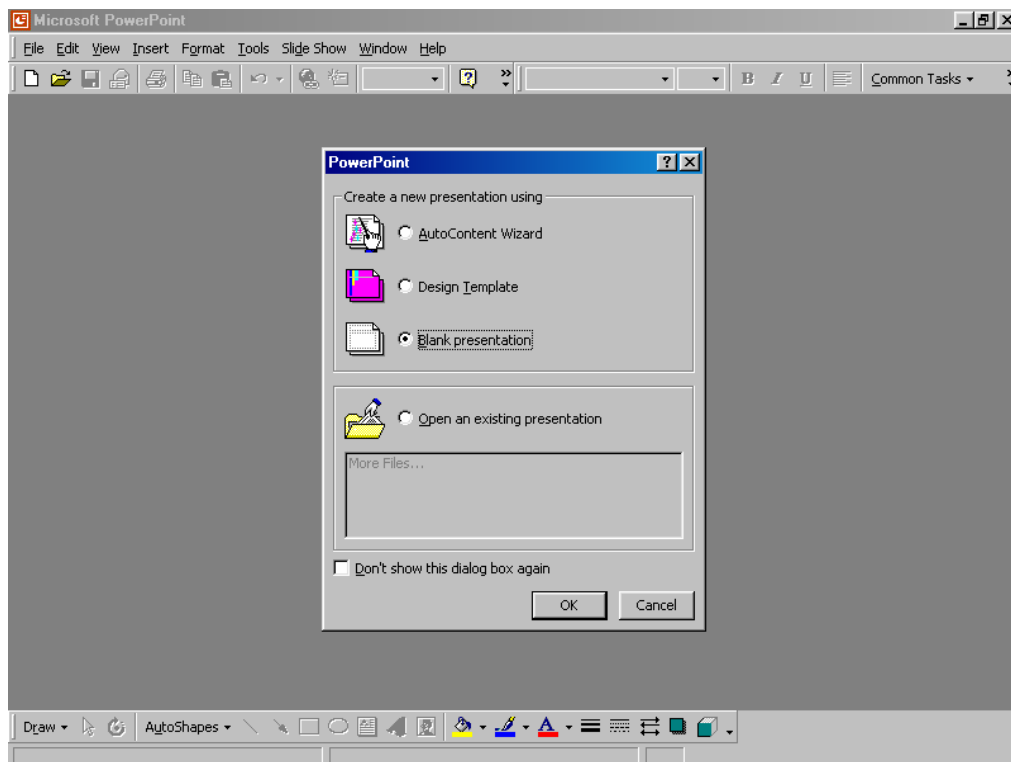 Microsoft PowerPoint
File Edit View Insert Format Tools Slide Show Window Help
B I U Common Tasks
PowerPoint
Create a new presentation using
AutoContent Wizard
Design Template
Blank presentation
Open an existing presentation
More Files...
Don't show this dialog box again
OK Cancel
Draw AutoShapes A